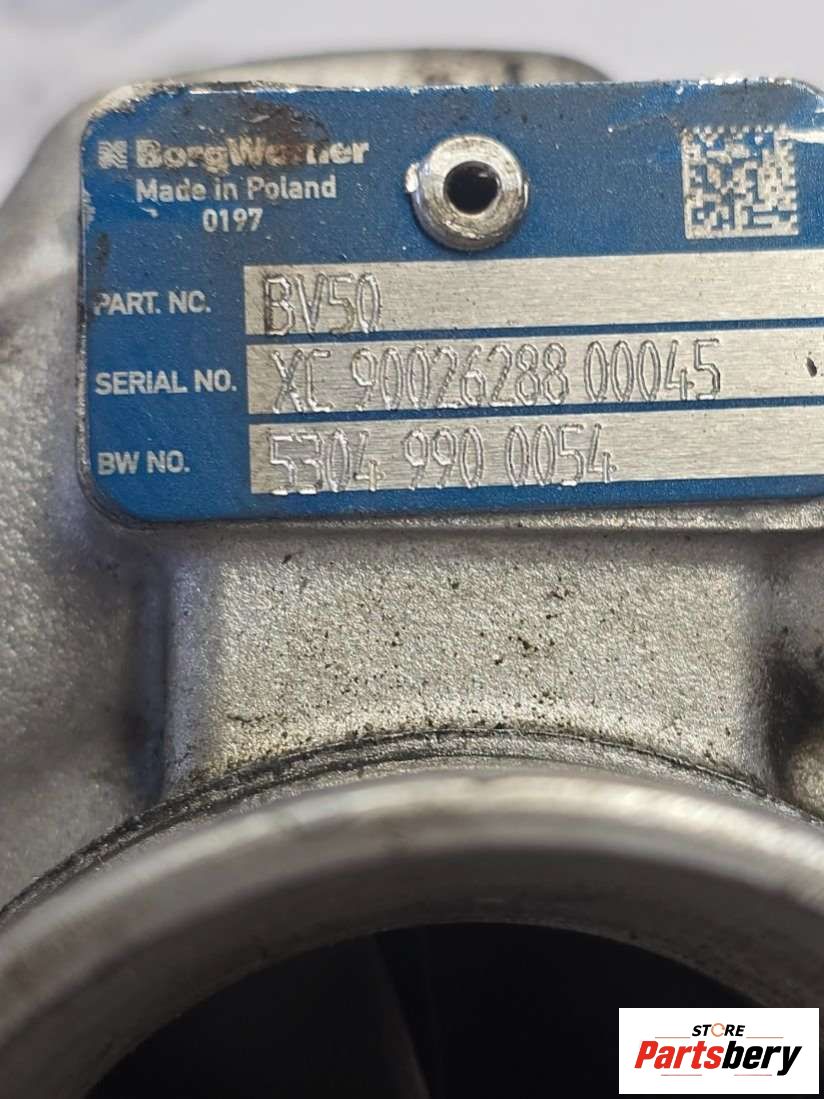 BorgWarner
Made in Poland
0197
PART. NO. BV50
SERIAL NO. XC 90026288 00045
BW NO. 5304 990 0054
STORE
Partsbery